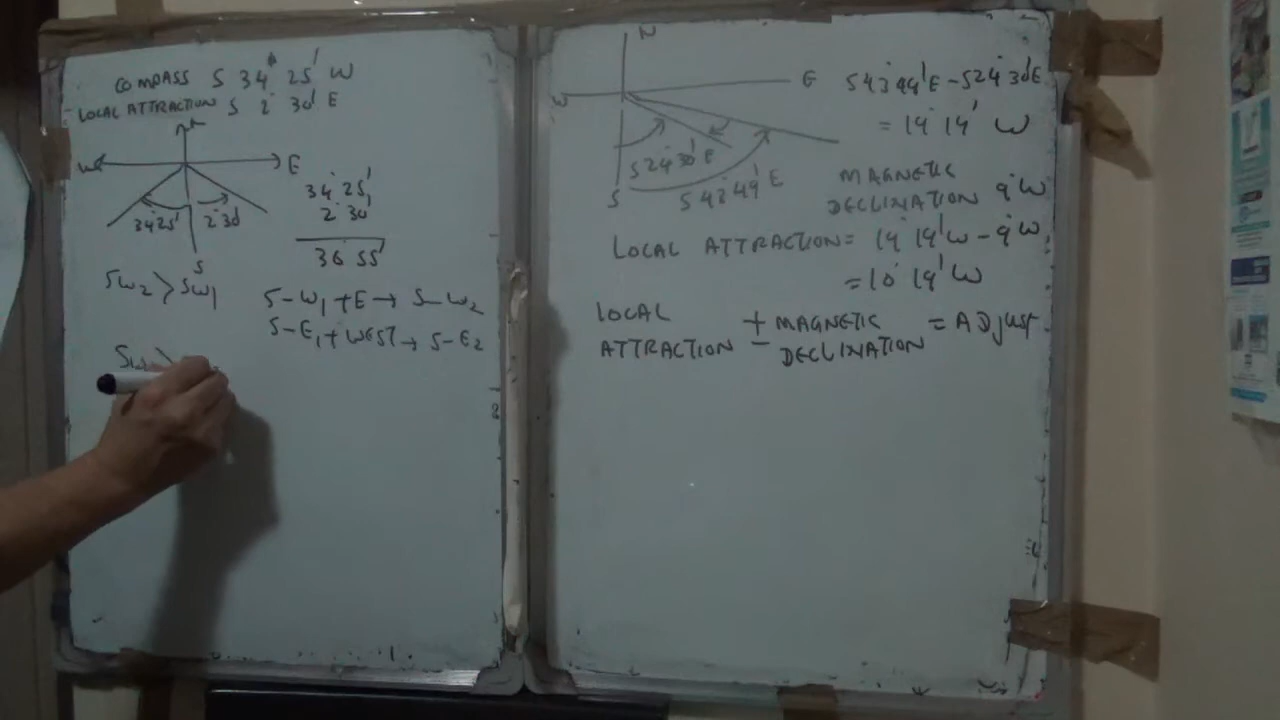 COMPASS S 34° 25' W
LOCAL ATTRACTION S 2° 30' E
N
W
E
34° 25'
2° 30'
S
34° 25'
2° 30'
36° 55'
SW2 > SW1
S-W1 + E → S-W2
S-E1 + WEST → S-E2
N
W
E
S
S 24° 30' E
S 43° 49' E
S 43° 49' E - S 24° 30' E
= 19° 19' W
MAGNETIC
DECLINATION 9° W
LOCAL ATTRACTION = 19° 19' W - 9° W
= 10° 19' W
LOCAL
ATTRACTION ± MAGNETIC
DECLINATION = ADjust